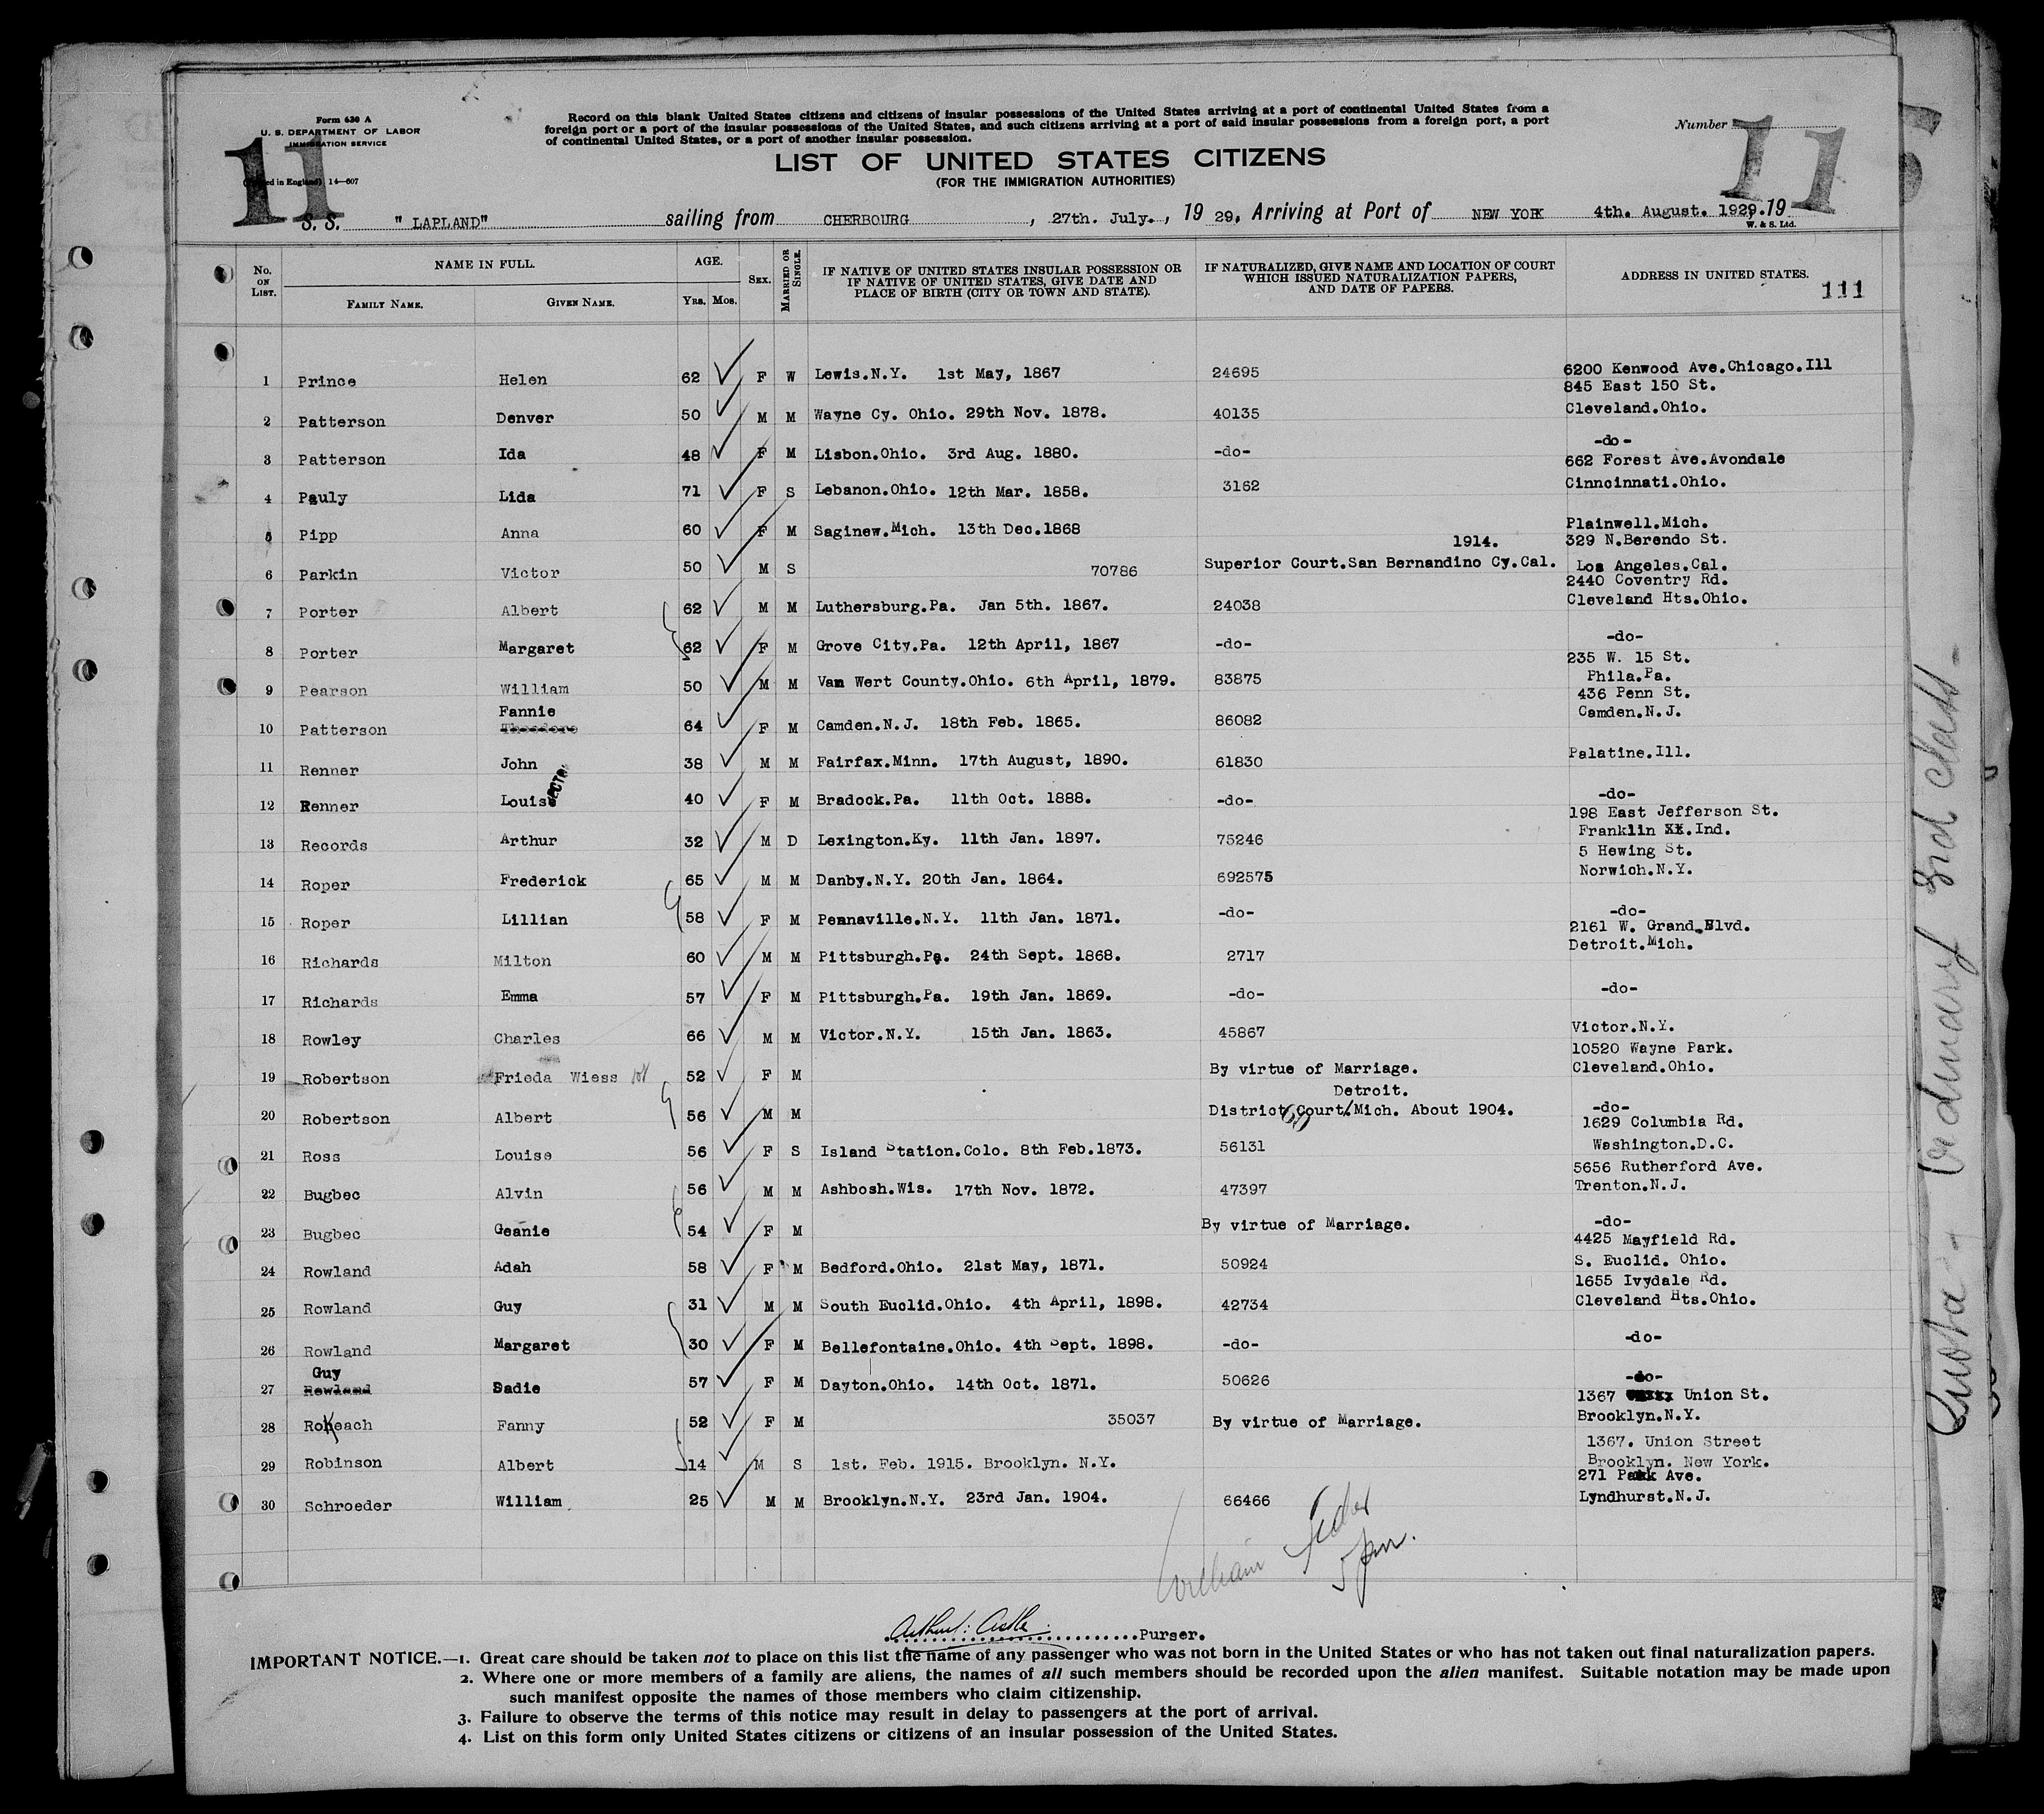 Form 630 A
U. S. DEPARTMENT OF LABOR
IMMIGRATION SERVICE
14—607
11
Record on this blank United States citizens and citizens of insular possessions of the United States arriving at a port of continental United States from a
foreign port or a port of the insular possessions of the United States, and such citizens arriving at a port of said insular possessions from a foreign port, a port
of continental United States, or a port of another insular possession.
Number
11
LIST OF UNITED STATES CITIZENS
(FOR THE IMMIGRATION AUTHORITIES)
S. S. "LAPLAND" sailing from CHERBOURG, 27th. July., 19 29, Arriving at Port of NEW YORK 4th. August. 1929.19
W. & S. Ltd.
No. ON LIST. NAME IN FULL. FAMILY NAME. GIVEN NAME. AGE. YRS. MOS. SEX. MARRIED OR SINGLE. IF NATIVE OF UNITED STATES INSULAR POSSESSION OR IF NATIVE OF UNITED STATES, GIVE DATE AND PLACE OF BIRTH (CITY OR TOWN AND STATE). IF NATURALIZED, GIVE NAME AND LOCATION OF COURT WHICH ISSUED NATURALIZATION PAPERS, AND DATE OF PAPERS. ADDRESS IN UNITED STATES.
111
1 Prince Helen 62 F W Lewis.N.Y. 1st May, 1867 24695 6200 Kenwood Ave.Chicago.Ill
845 East 150 St.
2 Patterson Denver 50 M M Wayne Cy. Ohio. 29th Nov. 1878. 40135 Cleveland.Ohio.
3 Patterson Ida 48 F M Lisbon.Ohio. 3rd Aug. 1880. -do- -do-
662 Forest Ave.Avondale
4 Pauly Lida 71 F S Lebanon.Ohio. 12th Mar. 1858. 3162 Cinncinnati.Ohio.
5 Pipp Anna 60 F M Saginew.Mich. 13th Dec.1868 Plainwell.Mich.
1914. 329 N.Berendo St.
6 Parkin Victor 50 M S 70786 Superior Court.San Bernandino Cy.Cal. Los Angeles.Cal.
2440 Coventry Rd.
7 Porter Albert 62 M M Luthersburg.Pa. Jan 5th. 1867. 24038 Cleveland Hts.Ohio.
8 Porter Margaret 62 F M Grove City.Pa. 12th April, 1867 -do- -do-
235 W. 15 St.
9 Pearson William 50 M M Van Wert County.Ohio. 6th April, 1879. 83875 Phila.Pa.
Fannie 436 Penn St.
10 Patterson Theodore 64 F M Camden.N.J. 18th Feb. 1865. 86082 Camden.N.J.
11 Renner John 38 M M Fairfax.Minn. 17th August, 1890. 61830 Palatine.Ill.
12 Renner Louise 40 F M Bradock.Pa. 11th Oct. 1888. -do- -do-
198 East Jefferson St.
13 Records Arthur 32 M D Lexington.Ky. 11th Jan. 1897. 75246 Franklin XX.Ind.
5 Hewing St.
14 Roper Frederick 65 M M Danby.N.Y. 20th Jan. 1864. 692575 Norwich.N.Y.
15 Roper Lillian 58 F M Pennaville.N.Y. 11th Jan. 1871. -do- -do-
2161 W. Grand.Blvd.
16 Richards Milton 60 M M Pittsburgh.Pa. 24th Sept. 1868. 2717 Detroit.Mich.
17 Richards Emma 57 F M Pittsburgh.Pa. 19th Jan. 1869. -do- -do-
18 Rowley Charles 66 M M Victor.N.Y. 15th Jan. 1863. 45867 Victor.N.Y.
10520 Wayne Park.
19 Robertson Frieda Wiess 52 F M By virtue of Marriage. Cleveland.Ohio.
Detroit.
20 Robertson Albert 56 M M District Court.Mich. About 1904. -do-
1629 Columbia Rd.
21 Ross Louise 56 F S Island Station.Colo. 8th Feb.1873. 56131 Washington.D.C.
5656 Rutherford Ave.
22 Bugbec Alvin 56 M M Ashbosh.Wis. 17th Nov. 1872. 47397 Trenton.N.J.
23 Bugbec Geanie 54 F M By virtue of Marriage. -do-
4425 Mayfield Rd.
24 Rowland Adah 58 F M Bedford.Ohio. 21st May, 1871. 50924 S. Euclid. Ohio.
1655 Ivydale Rd.
25 Rowland Guy 31 M M South Euclid.Ohio. 4th April, 1898. 42734 Cleveland Hts.Ohio.
26 Rowland Margaret 30 F M Bellefontaine.Ohio. 4th Sept. 1898. -do- -do-
Guy
27 Rowland Sadie 57 F M Dayton.Ohio. 14th Oct. 1871. 50626 -do-
1367 Union St.
28 Rokeach Fanny 52 F M 35037 By virtue of Marriage. Brooklyn.N.Y.
1367. Union Street
29 Robinson Albert 14 M S 1st. Feb. 1915. Brooklyn. N.Y. Brooklyn. New York.
271 Park Ave.
30 Schroeder William 25 M M Brooklyn.N.Y. 23rd Jan. 1904. 66466 Lyndhurst.N.J.
William
Purser.
IMPORTANT NOTICE.—1. Great care should be taken not to place on this list the name of any passenger who was not born in the United States or who has not taken out final naturalization papers.
2. Where one or more members of a family are aliens, the names of all such members should be recorded upon the alien manifest. Suitable notation may be made upon
such manifest opposite the names of those members who claim citizenship.
3. Failure to observe the terms of this notice may result in delay to passengers at the port of arrival.
4. List on this form only United States citizens or citizens of an insular possession of the United States.
3rd Class